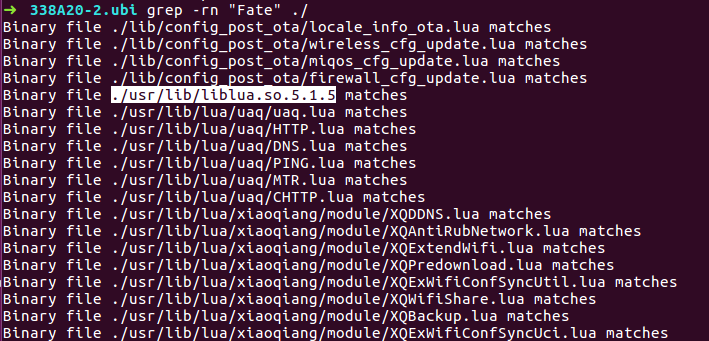 ➜ 338A20-2.ubi grep -rn "Fate" ./
Binary file ./lib/config_post_ota/locale_info_ota.lua matches
Binary file ./lib/config_post_ota/wireless_cfg_update.lua matches
Binary file ./lib/config_post_ota/miqos_cfg_update.lua matches
Binary file ./lib/config_post_ota/firewall_cfg_update.lua matches
Binary file ./usr/lib/liblua.so.5.1.5 matches
Binary file ./usr/lib/lua/uaq/uaq.lua matches
Binary file ./usr/lib/lua/uaq/HTTP.lua matches
Binary file ./usr/lib/lua/uaq/DNS.lua matches
Binary file ./usr/lib/lua/uaq/PING.lua matches
Binary file ./usr/lib/lua/uaq/MTR.lua matches
Binary file ./usr/lib/lua/uaq/CHTTP.lua matches
Binary file ./usr/lib/lua/xiaoqiang/module/XQDDNS.lua matches
Binary file ./usr/lib/lua/xiaoqiang/module/XQAntiRubNetwork.lua matches
Binary file ./usr/lib/lua/xiaoqiang/module/XQExtendWifi.lua matches
Binary file ./usr/lib/lua/xiaoqiang/module/XQPredownload.lua matches
Binary file ./usr/lib/lua/xiaoqiang/module/XQExWifiConfSyncUtil.lua matches
Binary file ./usr/lib/lua/xiaoqiang/module/XQWifiShare.lua matches
Binary file ./usr/lib/lua/xiaoqiang/module/XQBackup.lua matches
Binary file ./usr/lib/lua/xiaoqiang/module/XQExWifiConfSyncUci.lua matches